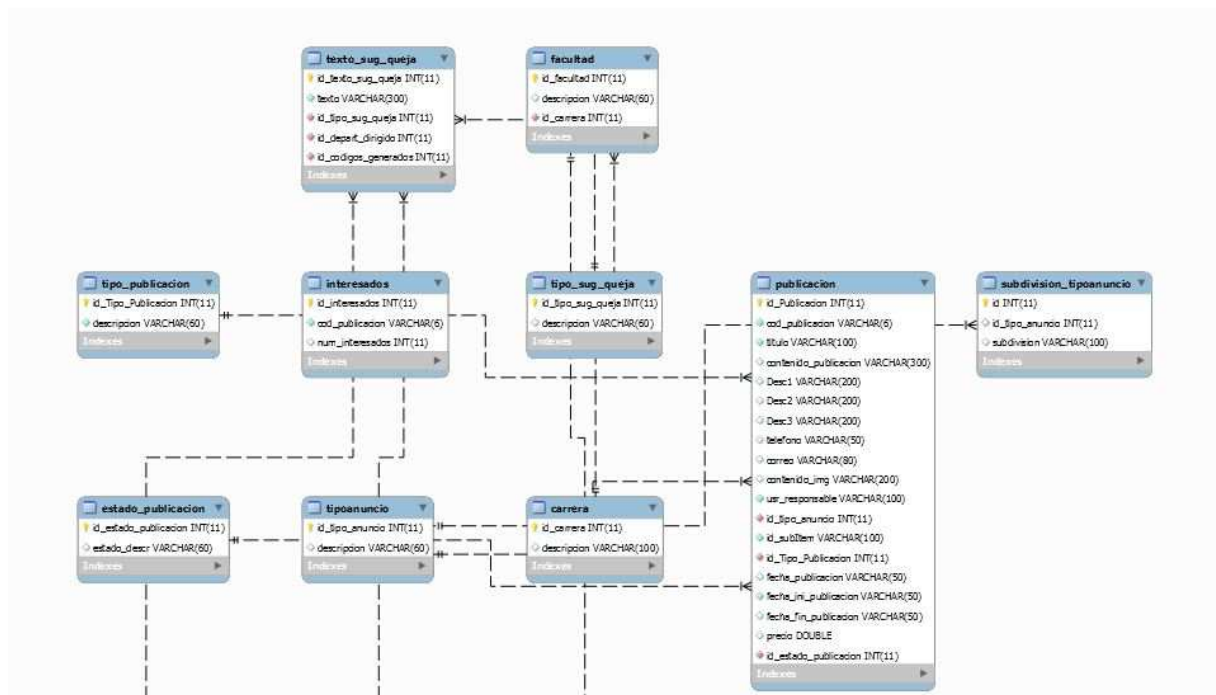 texto_sug_queja
id_texto_sug_queja INT(11)
texto VARCHAR(300)
id_tipo_sug_queja INT(11)
id_depart_dirigido INT(11)
id_codigos_generados INT(11)
Indexes
facultad
id_facultad INT(11)
descripcion VARCHAR(60)
id_carrera INT(11)
Indexes
tipo_publicacion
id_Tipo_Publicacion INT(11)
descripcion VARCHAR(60)
Indexes
interesados
id_interesados INT(11)
cod_publicacion VARCHAR(6)
num_interesados INT(11)
Indexes
tipo_sug_queja
id_tipo_sug_queja INT(11)
descripcion VARCHAR(60)
Indexes
publicacion
id_Publicacion INT(11)
cod_publicacion VARCHAR(6)
titulo VARCHAR(100)
contenido_publicacion VARCHAR(300)
Desc1 VARCHAR(200)
Desc2 VARCHAR(200)
Desc3 VARCHAR(200)
telefono VARCHAR(50)
correo VARCHAR(80)
contenido_img VARCHAR(200)
usr_responsable VARCHAR(100)
id_tipo_anuncio INT(11)
id_subItem VARCHAR(100)
id_Tipo_Publicacion INT(11)
fecha_publicacion VARCHAR(50)
fecha_ini_publicacion VARCHAR(50)
fecha_fin_publicacion VARCHAR(50)
precio DOUBLE
id_estado_publicacion INT(11)
Indexes
subdivision_tipoanuncio
id INT(11)
id_tipo_anuncio INT(11)
subdivision VARCHAR(100)
Indexes
estado_publicacion
id_estado_publicacion INT(11)
estado_descr VARCHAR(60)
Indexes
tipoanuncio
id_tipo_anuncio INT(11)
descripcion VARCHAR(60)
Indexes
carrera
id_carrera INT(11)
descripcion VARCHAR(100)
Indexes